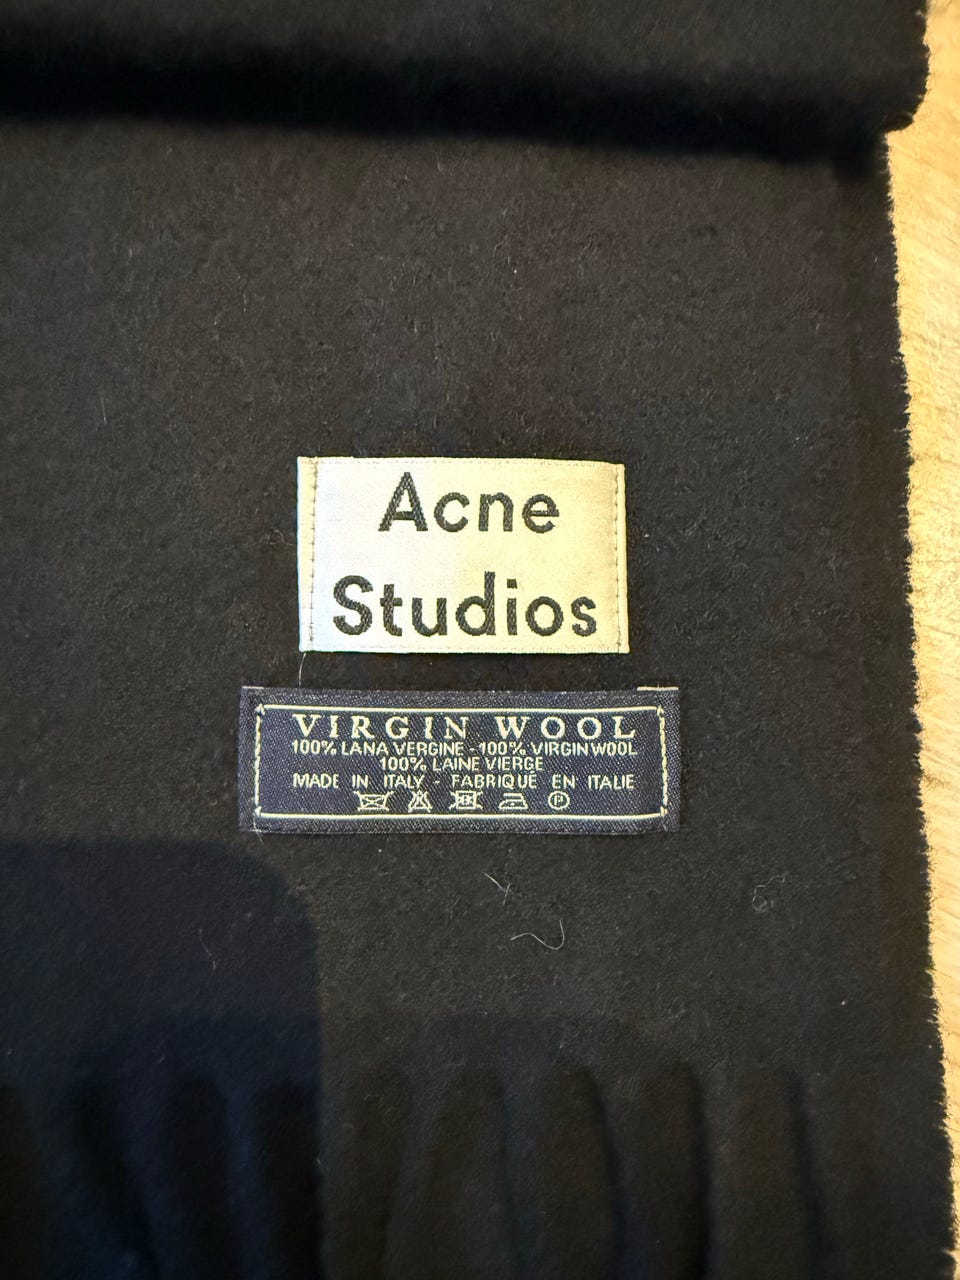 Acne
Studios
VIRGIN WOOL
100% LANA VERGINE - 100% VIRGIN WOOL
100% LAINE VIERGE
MADE IN ITALY - FABRIQUÉ EN ITALIE
P